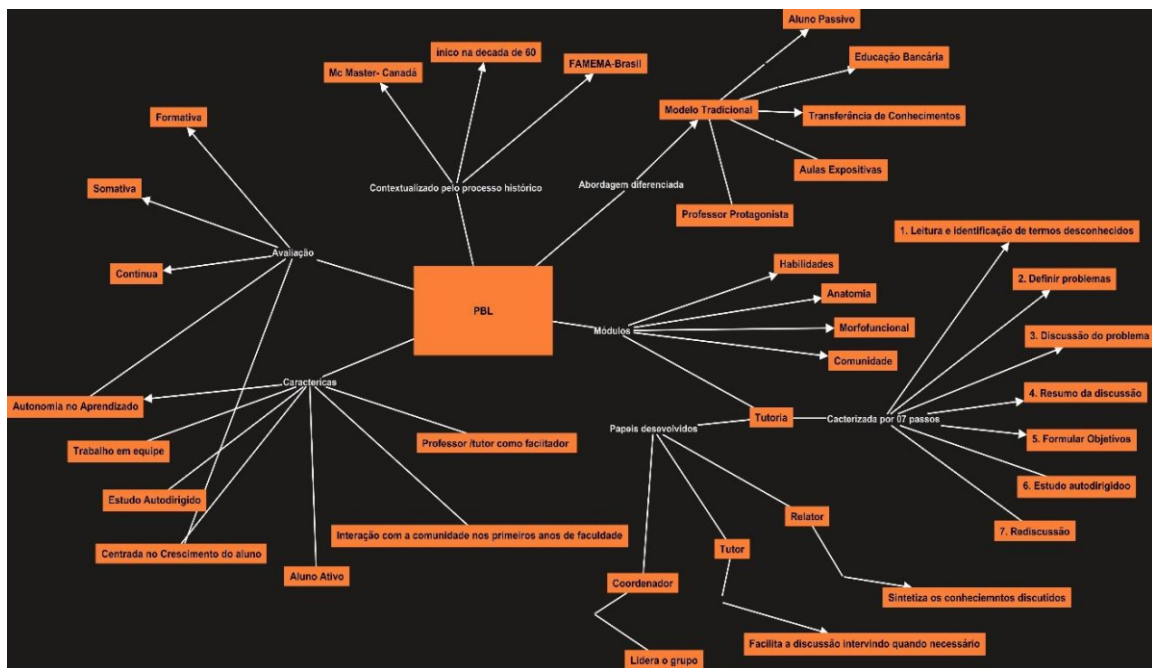 Aluno Passivo
ínico na decada de 60
Educação Bancária
FAMEMA-Brasil
Mc Master- Canadá
Modelo Tradicional
Formativa
Transferência de Conhecimentos
Aulas Expositivas
Abordagem diferenciada
Somativa
Contextualizado pelo processo histórico
Professor Protagonista
1. Leitura e identificação de termos desconhecidos
Avaliação
Habilidades
Contínua
2. Definir problemas
Anatomia
PBL
Módulos
Morfofuncional
3. Discussão do problema
Comunidade
Caractericas
4. Resumo da discussão
Autonomia no Aprendizado
Tutoria
Cacterizada por 07 passos
Papeis desevolvidos
5. Formular Objetivos
Professor /tutor como faciitador
Trabalho em equipe
6. Estudo autodirigidoo
Estudo Autodirigido
Relator
Interação com a comunidade nos primeiros anos de faculdade
7. Rediscussão
Centrada no Crescimento do aluno
Tutor
Aluno Ativo
Coordenador
Sintetiza os conheciemntos discutidos
Facilita a discussão intervindo quando necessário
Lidera o grupo